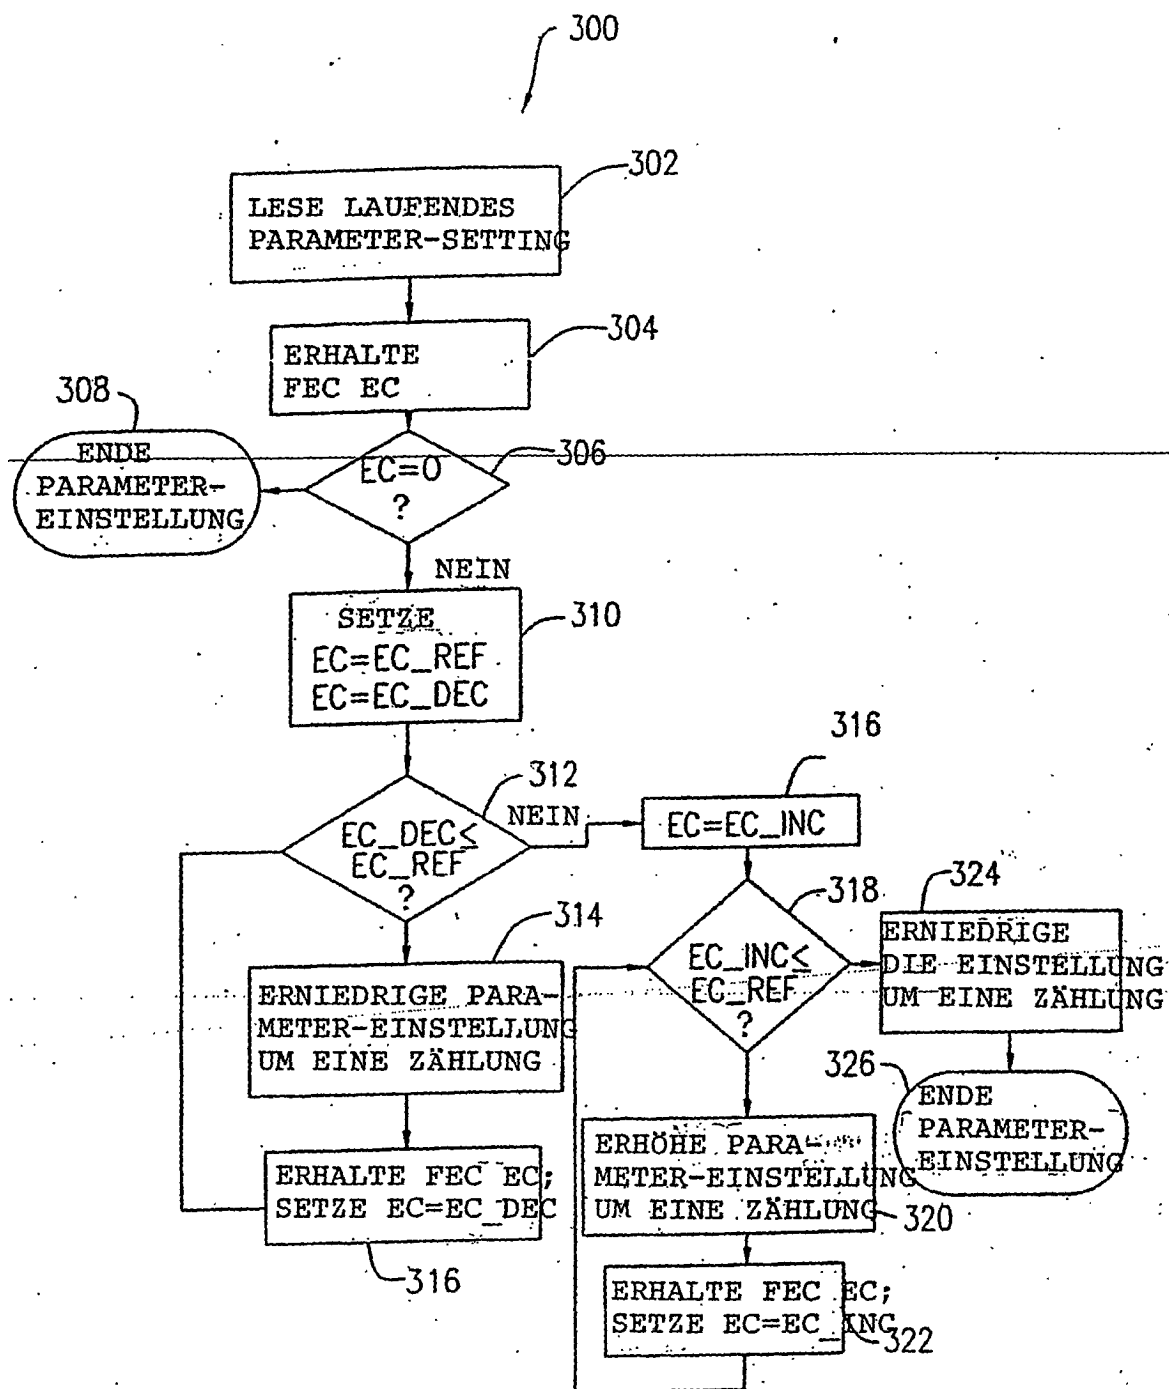 300
302
LESE LAUFENDES
PARAMETER-SETTING
304
ERHALTE
FEC EC
308
ENDE
PARAMETER-
EINSTELLUNG
306
EC=0
?
NEIN
310
SETZE
EC=EC_REF
EC=EC_DEC
312
EC_DEC≤
EC_REF
?
NEIN
316
EC=EC_INC
314
ERNIEDRIGE PARA-
METER-EINSTELLUNG
UM EINE ZÄHLUNG
318
EC_INC≤
EC_REF
?
324
ERNIEDRIGE
DIE EINSTELLUNG
UM EINE ZÄHLUNG
326
ENDE
PARAMETER-
EINSTELLUNG
ERHALTE FEC EC;
SETZE EC=EC_DEC
316
ERHÖHE PARA-
METER-EINSTELLUNG
UM EINE ZÄHLUNG
320
ERHALTE FEC EC;
SETZE EC=EC_INC
322